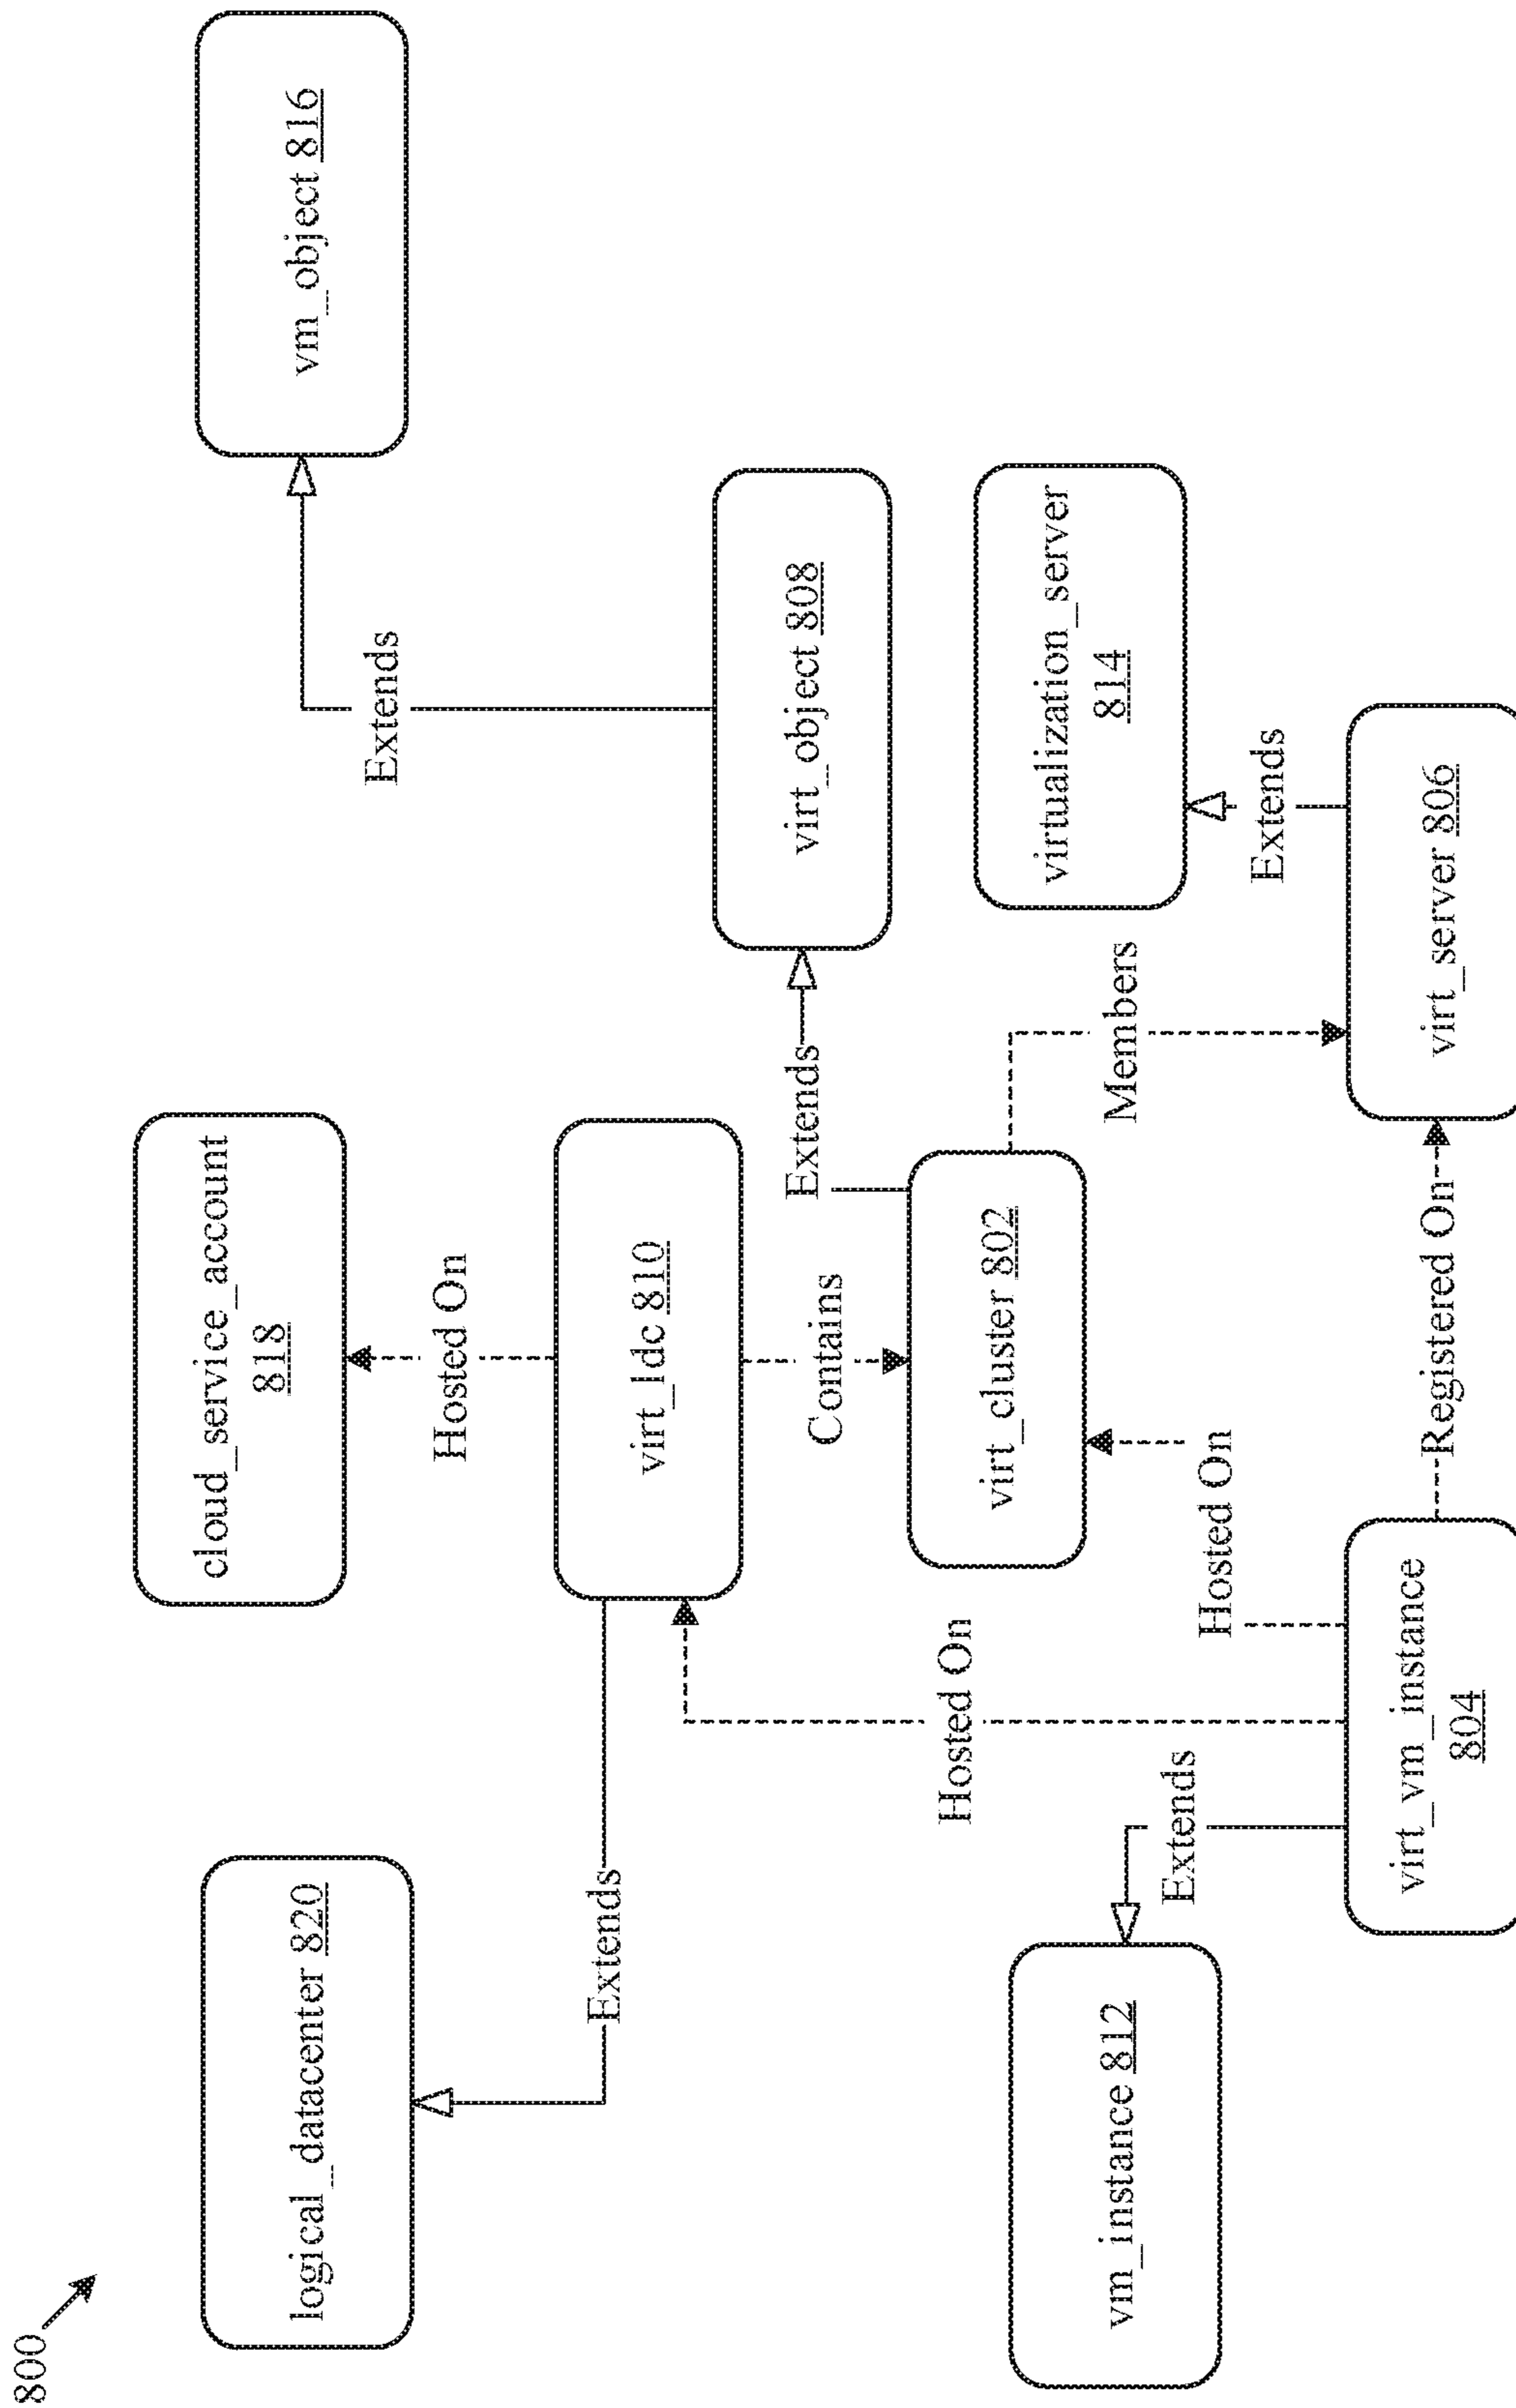 800
logical_datacenter 820
cloud_service_account
818
vm_object 816
Extends
Hosted On
Extends
virt_ldc 810
virt_object 808
Extends
Contains
Hosted On
vm_instance 812
virt_cluster 802
virtualization_server
814
Extends
Hosted On
Members
Extends
virt_vm_instance
804
Registered On
virt_server 806